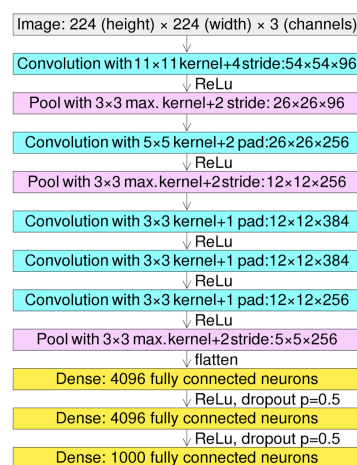 Image: 224 (height) × 224 (width) × 3 (channels)
Convolution with 11×11 kernel+4 stride: 54×54×96
ReLu
Pool with 3×3 max. kernel+2 stride: 26×26×96
Convolution with 5×5 kernel+2 pad:26×26×256
ReLu
Pool with 3×3 max. kernel+2 stride:12×12×256
Convolution with 3×3 kernel+1 pad:12×12×384
ReLu
Convolution with 3×3 kernel+1 pad:12×12×384
ReLu
Convolution with 3×3 kernel+1 pad:12×12×256
ReLu
Pool with 3×3 max. kernel+2 stride:5×5×256
flatten
Dense: 4096 fully connected neurons
ReLu, dropout p=0.5
Dense: 4096 fully connected neurons
ReLu, dropout p=0.5
Dense: 1000 fully connected neurons